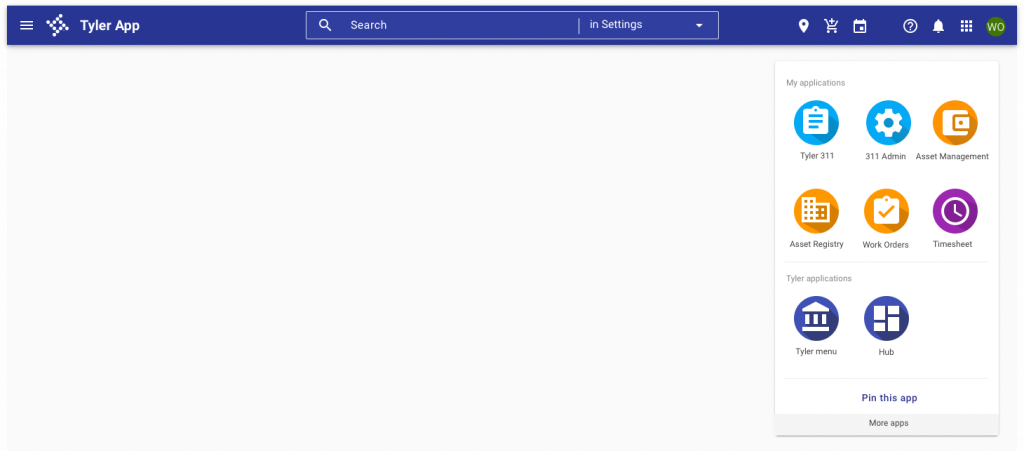 Tyler App
Search
in Settings
WO
My applications
Tyler 311
311 Admin
Asset Management
Asset Registry
Work Orders
Timesheet
Tyler applications
Tyler menu
Hub
Pin this app
More apps